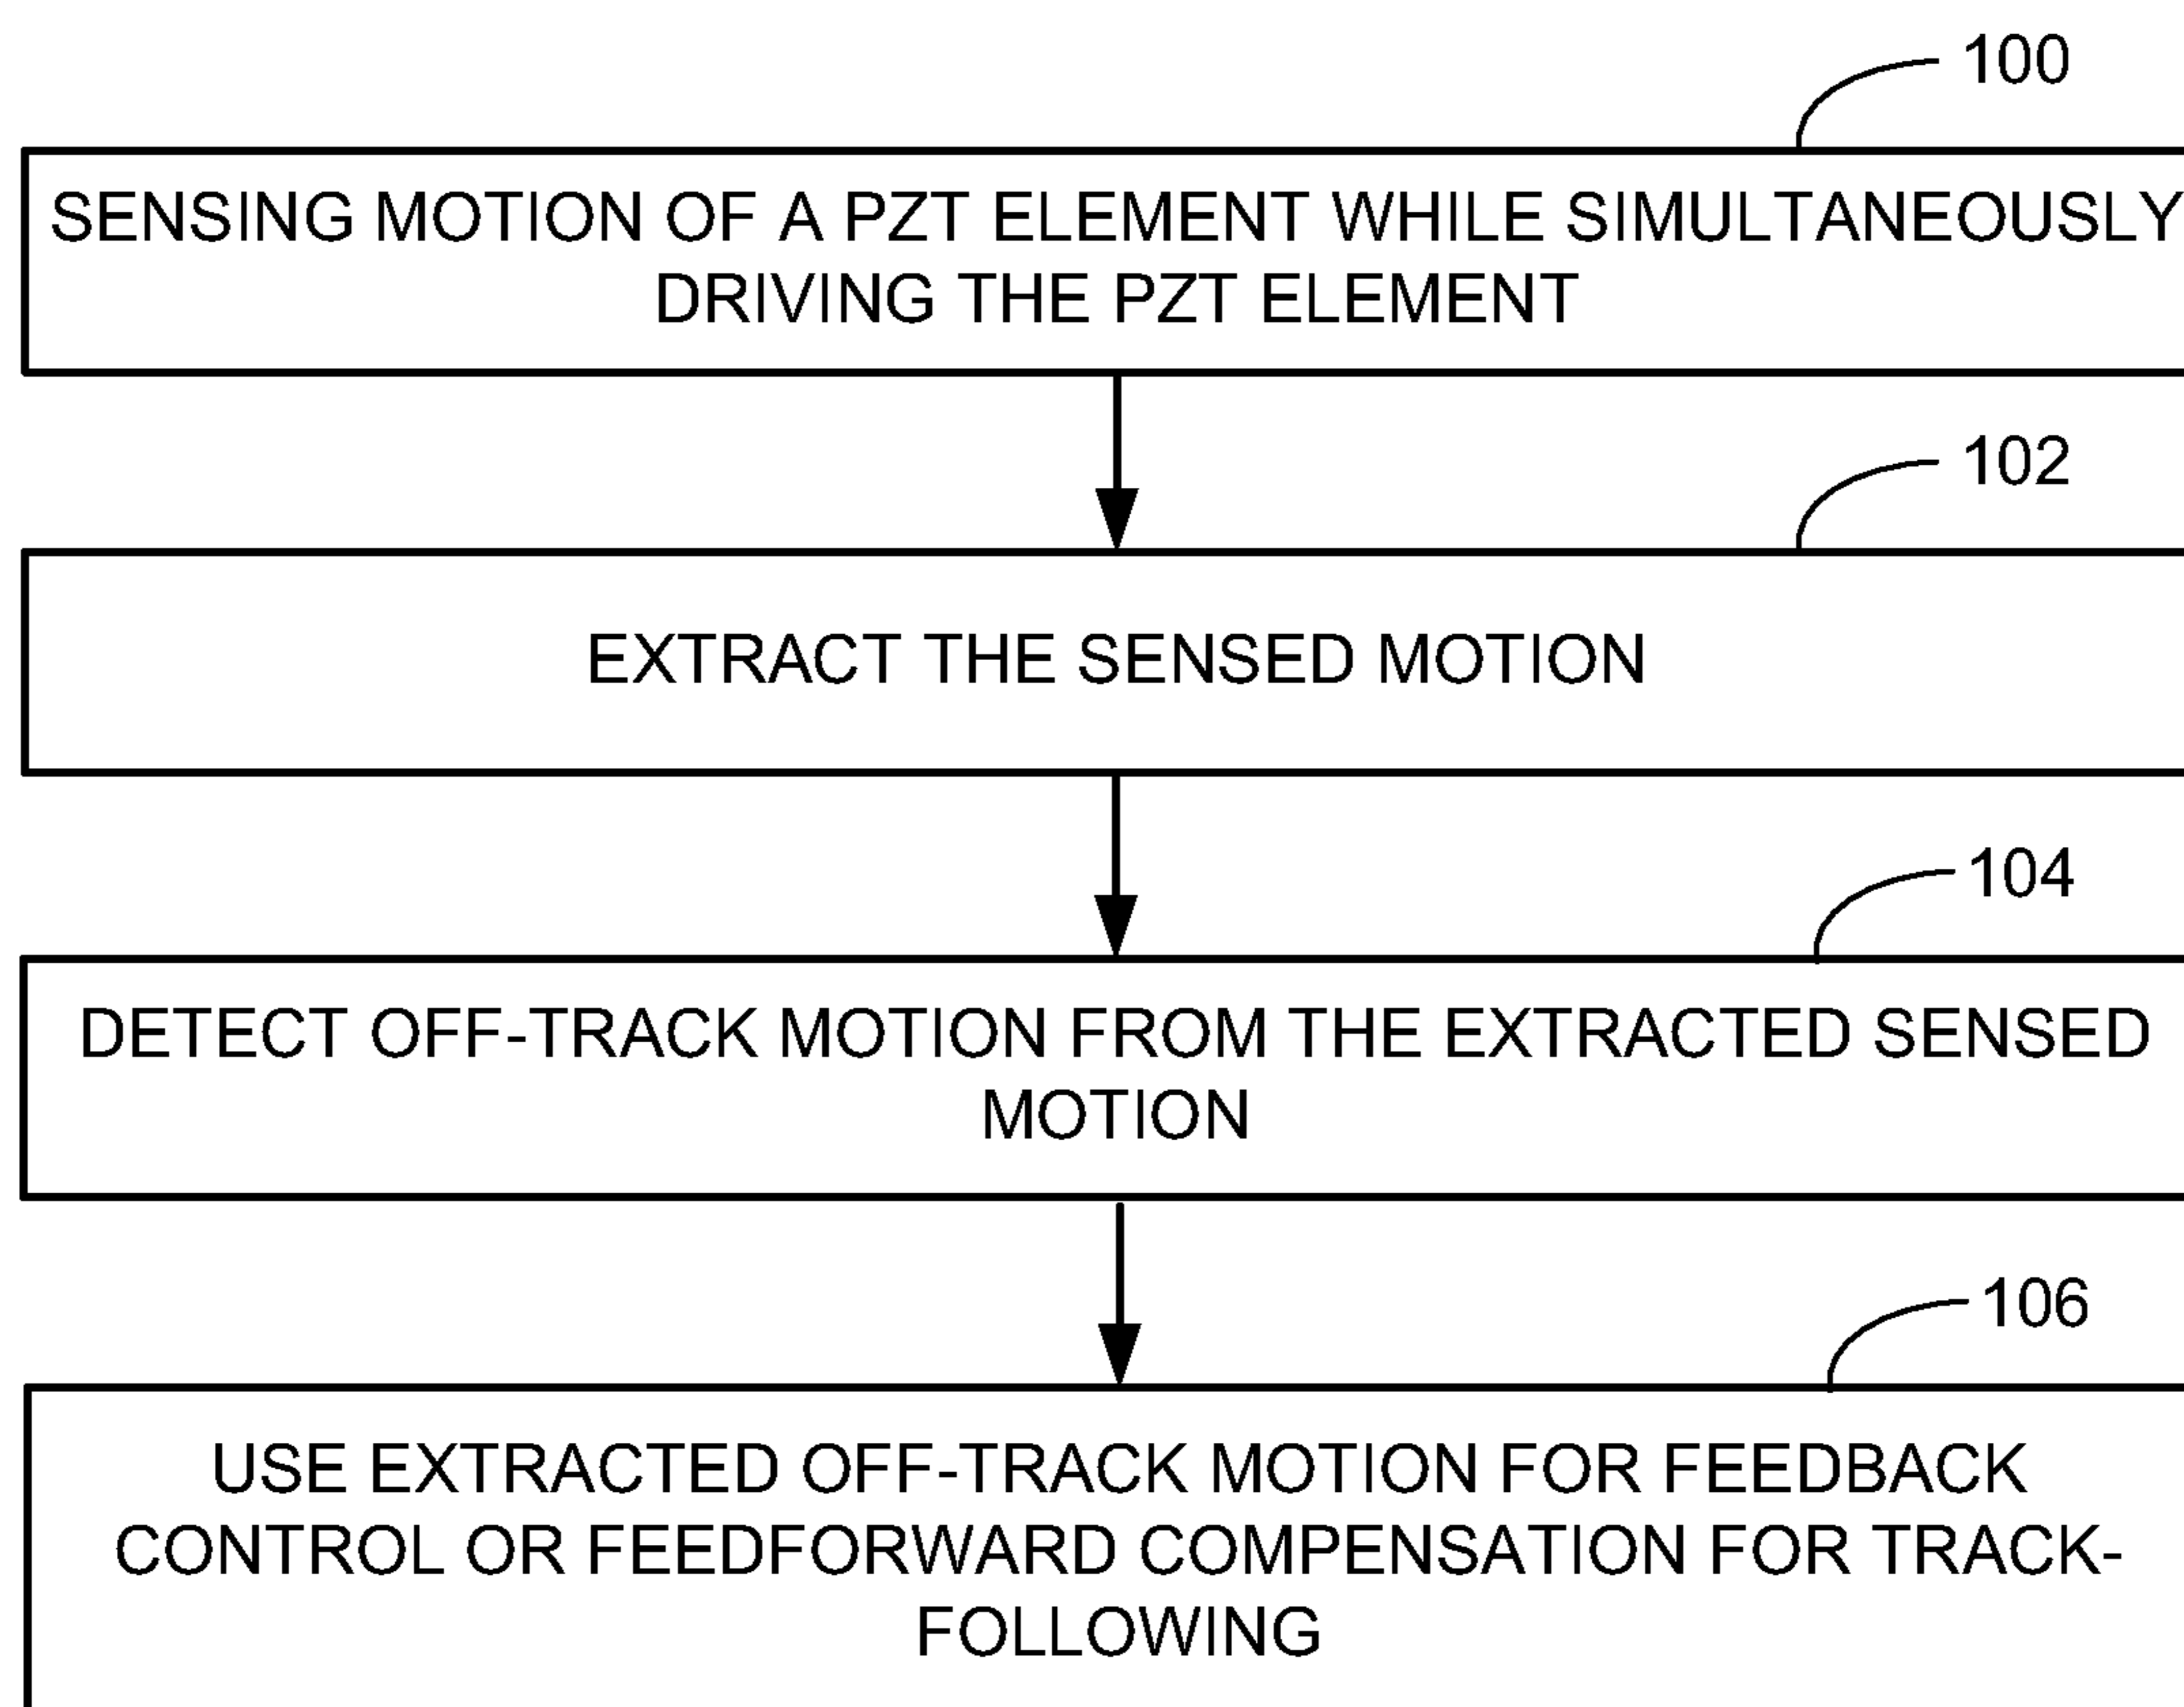 100
SENSING MOTION OF A PZT ELEMENT WHILE SIMULTANEOUSLY
DRIVING THE PZT ELEMENT
102
EXTRACT THE SENSED MOTION
104
DETECT OFF-TRACK MOTION FROM THE EXTRACTED SENSED
MOTION
106
USE EXTRACTED OFF-TRACK MOTION FOR FEEDBACK
CONTROL OR FEEDFORWARD COMPENSATION FOR TRACK-
FOLLOWING